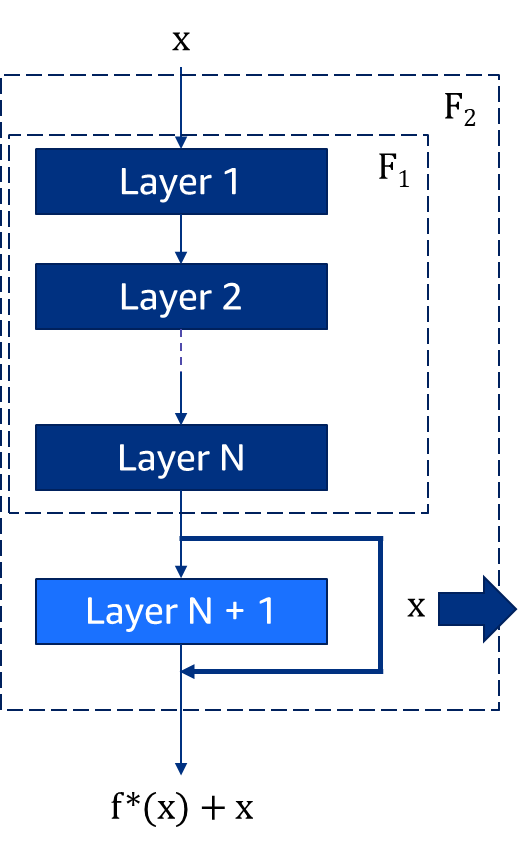 x
F₂
F₁
Layer 1
Layer 2
Layer N
Layer N + 1
x
f*(x) + x